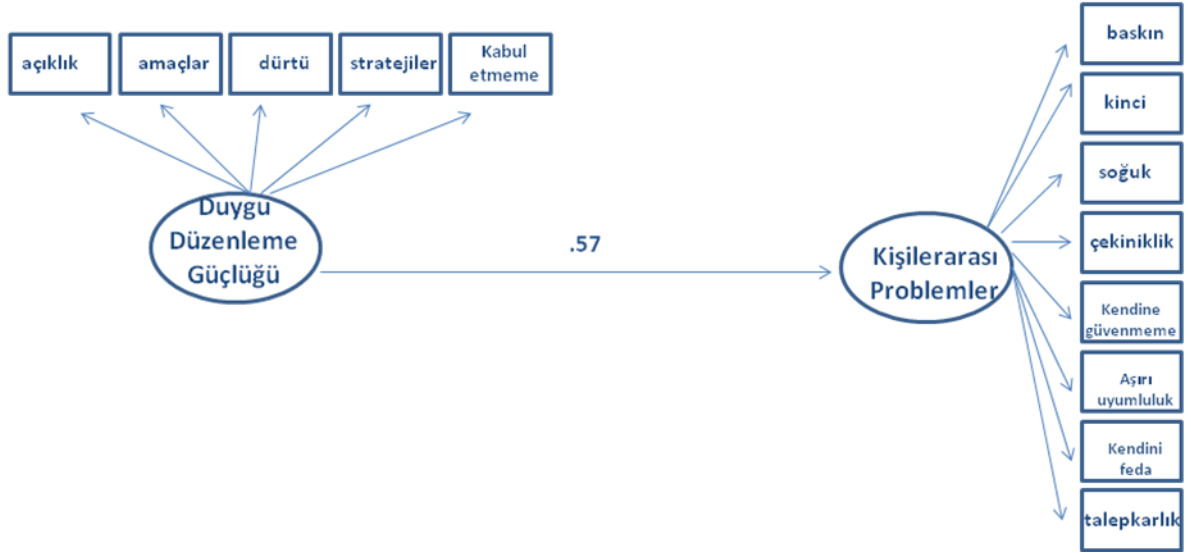 açıklık
amaçlar
dürtü
stratejiler
Kabul
etmeme
Duygu
Düzenleme
Güçlüğü
.57
Kişilerarası
Problemler
baskın
kinci
soğuk
çekiniklik
Kendine
güvenmeme
Aşırı
uyumluluk
Kendini
feda
talepkarlık